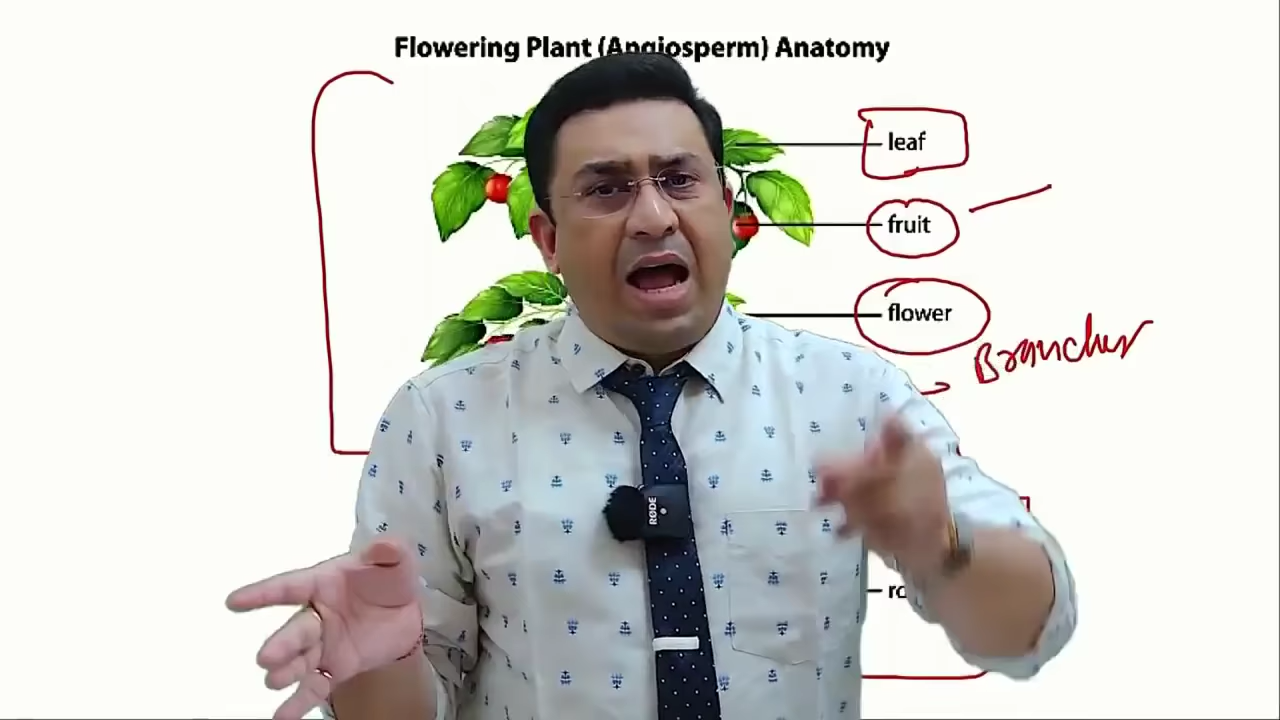 Flowering Plant (Angiosperm) Anatomy
leaf
fruit
flower
Branches
RØDE